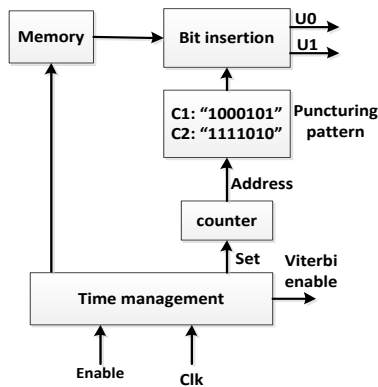 U0
Memory
Bit insertion
U1
C1: “1000101”
C2: “1111010”
Puncturing
pattern
Address
counter
Set
Viterbi
enable
Time management
Enable
Clk